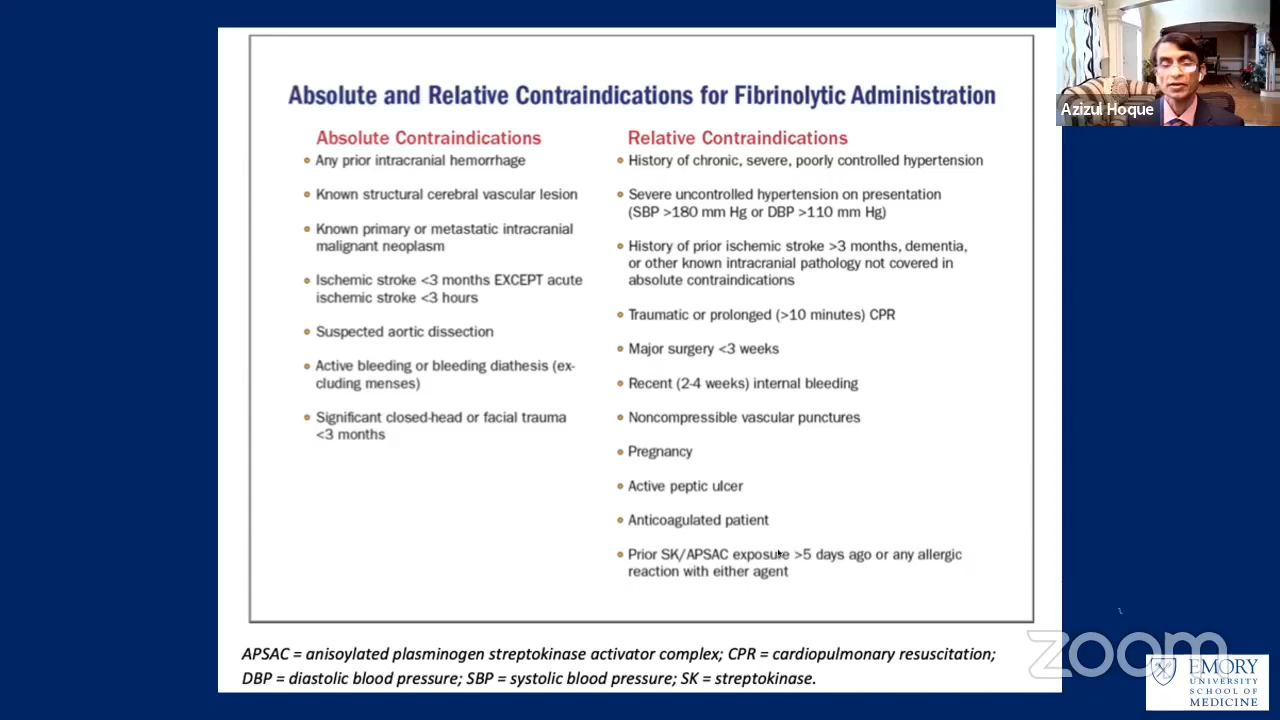 Absolute and Relative Contraindications for Fibrinolytic Administration
Absolute Contraindications
Any prior intracranial hemorrhage
Known structural cerebral vascular lesion
Known primary or metastatic intracranial
malignant neoplasm
Ischemic stroke <3 months EXCEPT acute
ischemic stroke <3 hours
Suspected aortic dissection
Active bleeding or bleeding diathesis (ex-
cluding menses)
Significant closed-head or facial trauma
<3 months
Relative Contraindications
History of chronic, severe, poorly controlled hypertension
Severe uncontrolled hypertension on presentation
(SBP >180 mm Hg or DBP >110 mm Hg)
History of prior ischemic stroke >3 months, dementia,
or other known intracranial pathology not covered in
absolute contraindications
Traumatic or prolonged (>10 minutes) CPR
Major surgery <3 weeks
Recent (2-4 weeks) internal bleeding
Noncompressible vascular punctures
Pregnancy
Active peptic ulcer
Anticoagulated patient
Prior SK/APSAC exposure >5 days ago or any allergic
reaction with either agent
APSAC = anisoylated plasminogen streptokinase activator complex; CPR = cardiopulmonary resuscitation;
DBP = diastolic blood pressure; SBP = systolic blood pressure; SK = streptokinase.
Azizul Hoque
zoom
EMORY
UNIVERSITY
SCHOOL OF
MEDICINE